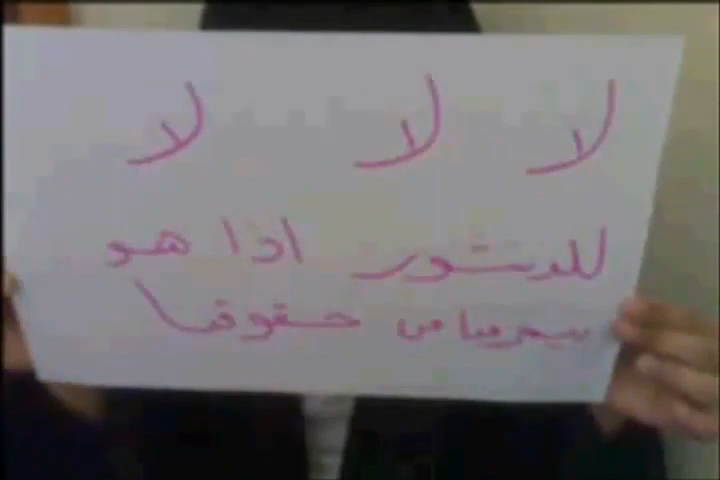 لا لا لا
للدستور اذا هو
بيحرمنا من حقوقنا